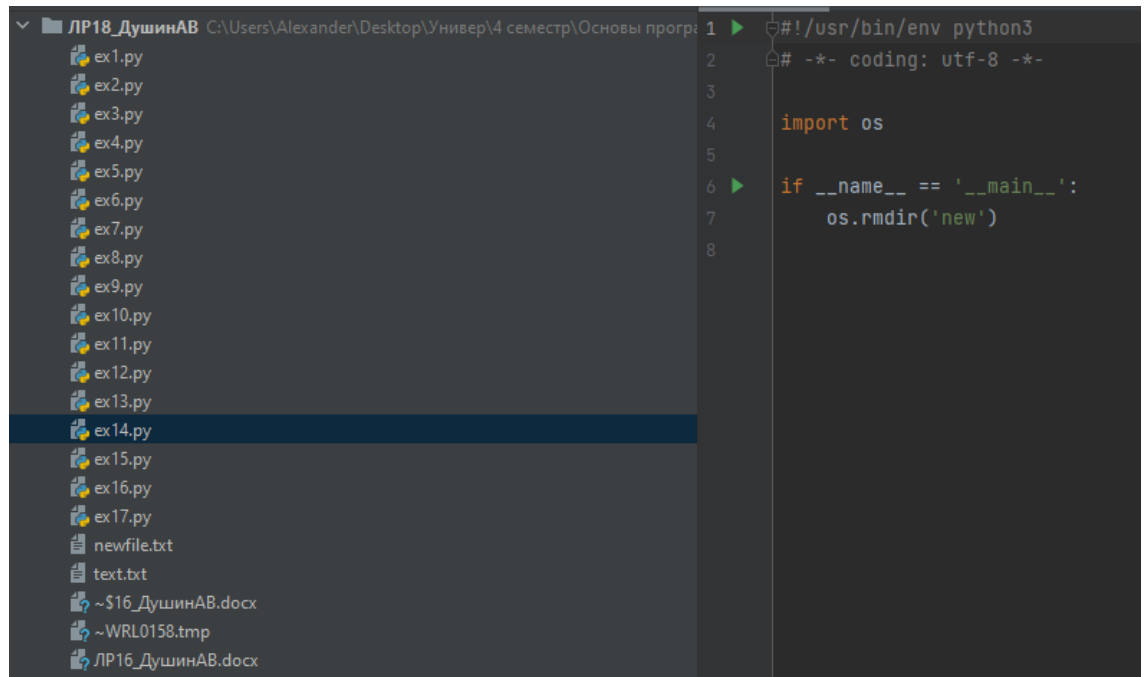 ЛР18_ДушинАВ C:\Users\Alexander\Desktop\Универ\4 семестр\Основы програ
ex1.py
ex2.py
ex3.py
ex4.py
ex5.py
ex6.py
ex7.py
ex8.py
ex9.py
ex10.py
ex11.py
ex12.py
ex13.py
ex14.py
ex15.py
ex16.py
ex17.py
newfile.txt
text.txt
~$16_ДушинАВ.docx
~WRL0158.tmp
ЛР16_ДушинАВ.docx
1 #!/usr/bin/env python3
2 # -*- coding: utf-8 -*-
3
4 import os
5
6 if __name__ == '__main__':
7 os.rmdir('new')
8